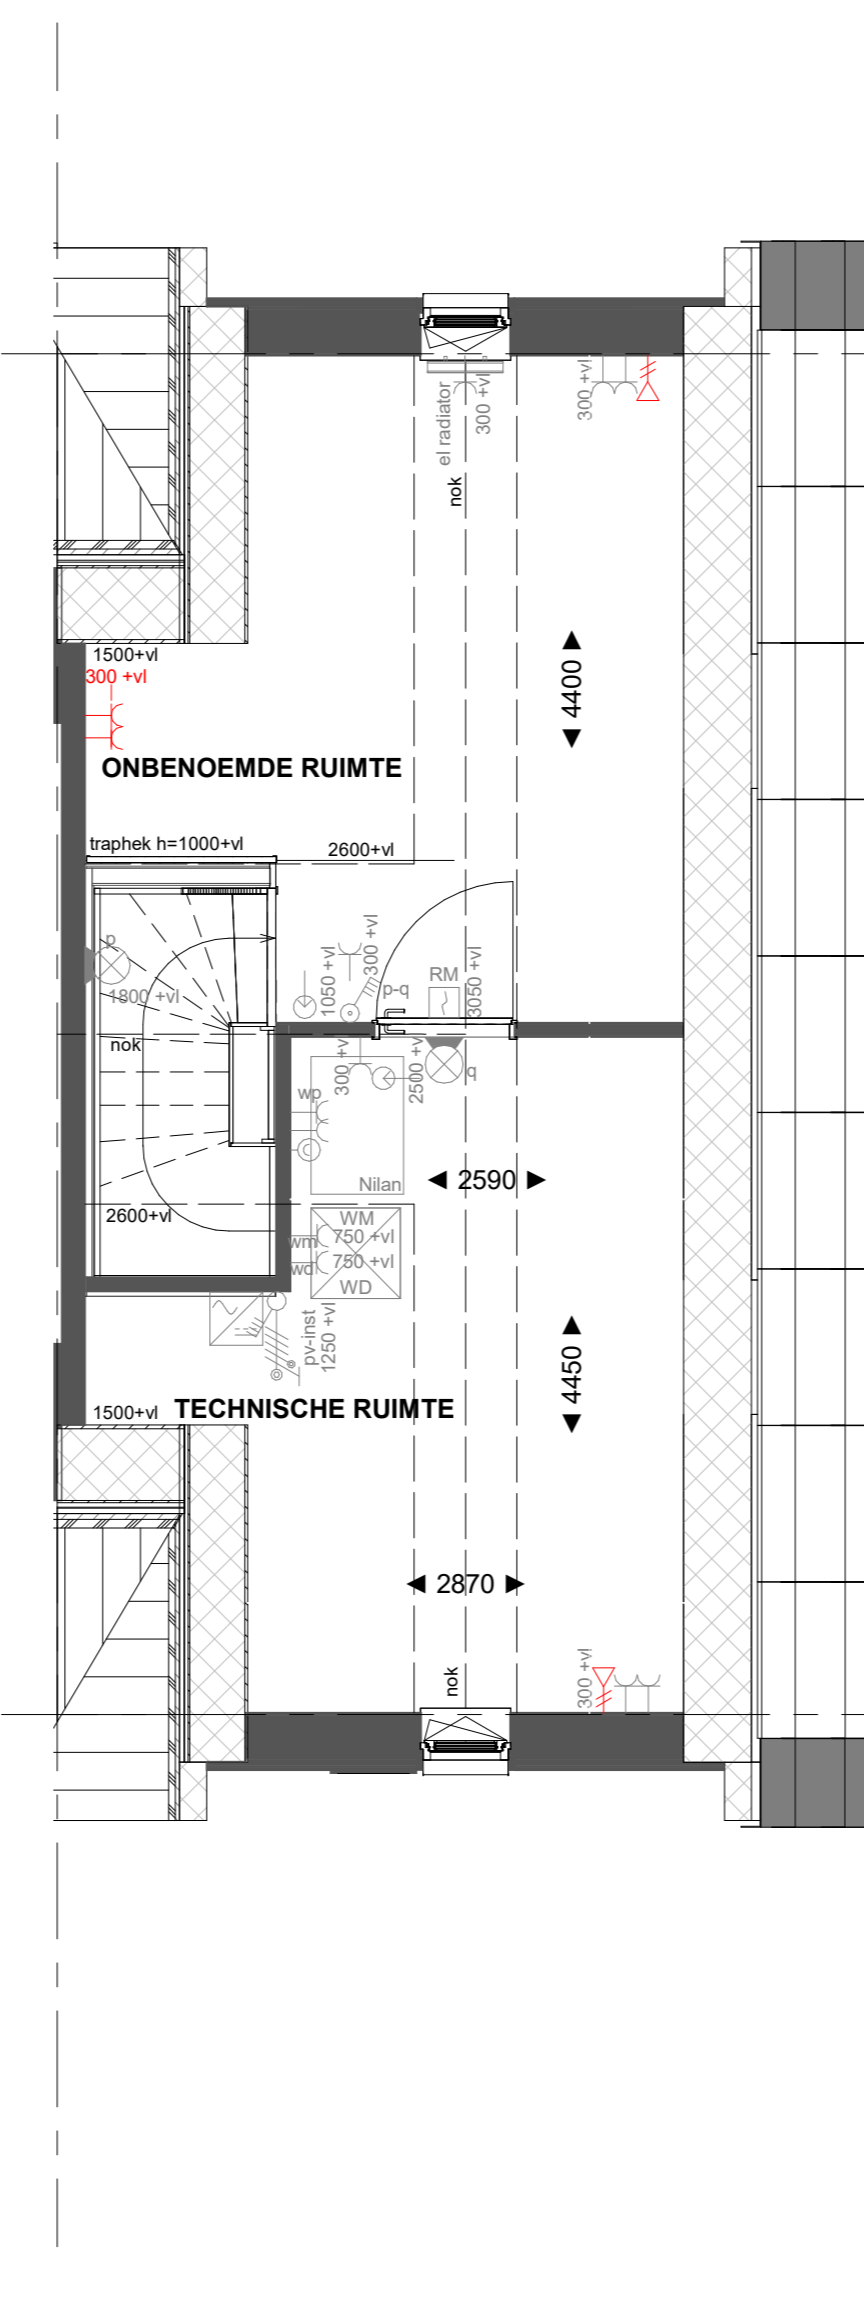 300 +vl
el radiator
300 +vl
nok
1500+vl
300 +vl
4400
ONBENOEMDE RUIMTE
traphek h=1000+vl
2600+vl
p
1800 +vl
1050 +vl
300 +vl
p-q
RM
3050 +vl
nok
300 +vl
2500 +vl
q
wp
Nilan
2590
2600+vl
WM
wm
750 +vl
wd
750 +vl
WD
pv-inst
1250 +vl
4450
1500+vl
TECHNISCHE RUIMTE
2870
300 +vl
nok